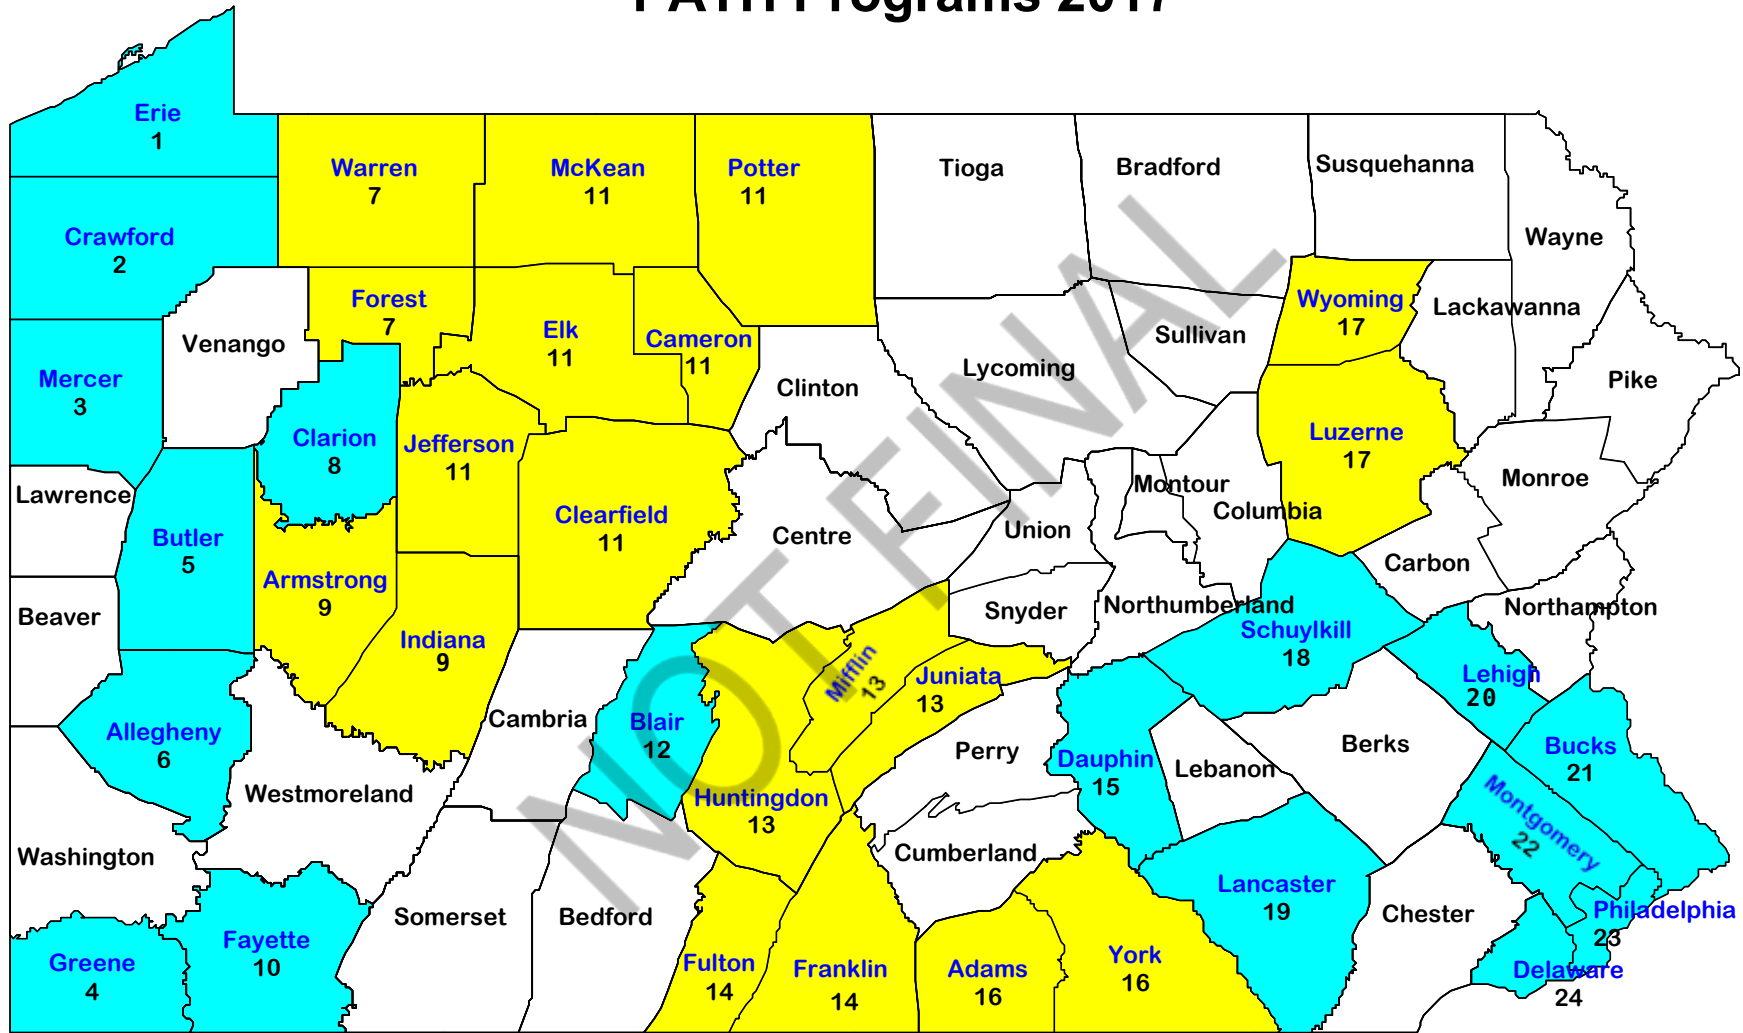 PATH Programs 2017
Erie
1
Warren
7
McKean
11
Potter
11
Tioga
Bradford
Susquehanna
Wayne
Crawford
2
Forest
7
Elk
11
Cameron
11
Wyoming
17
Lackawanna
Venango
Sullivan
Lycoming
Mercer
3
Clinton
Pike
Clarion
8
Jefferson
11
Luzerne
17
Lawrence
Montour
Monroe
Clearfield
11
Columbia
Butler
5
Centre
Union
Carbon
Armstrong
9
Beaver
Snyder
Northumberland
Northampton
Indiana
9
Schuylkill
18
Mifflin
13
Juniata
13
Lehigh
20
Cambria
Blair
12
Allegheny
6
Perry
Dauphin
15
Lebanon
Berks
Bucks
21
Westmoreland
Huntingdon
13
Montgomery
22
Washington
Cumberland
Lancaster
19
Philadelphia
23
Somerset
Bedford
Chester
Fayette
10
Greene
4
Fulton
14
Franklin
14
Adams
16
York
16
Delaware
24
NOT FINAL